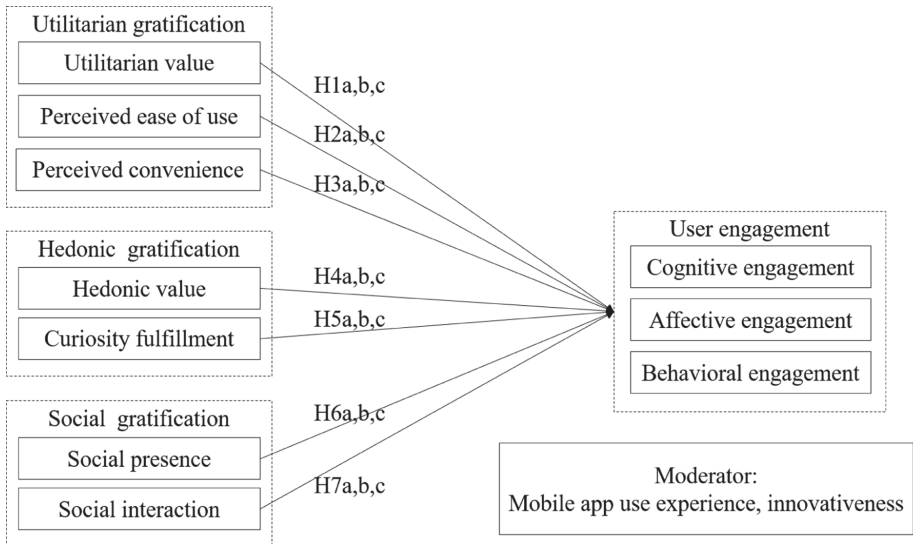 Utilitarian gratification
Utilitarian value
Perceived ease of use
Perceived convenience
H1a,b,c
H2a,b,c
H3a,b,c
Hedonic gratification
Hedonic value
Curiosity fulfillment
H4a,b,c
H5a,b,c
Social gratification
Social presence
Social interaction
H6a,b,c
H7a,b,c
User engagement
Cognitive engagement
Affective engagement
Behavioral engagement
Moderator:
Mobile app use experience, innovativeness